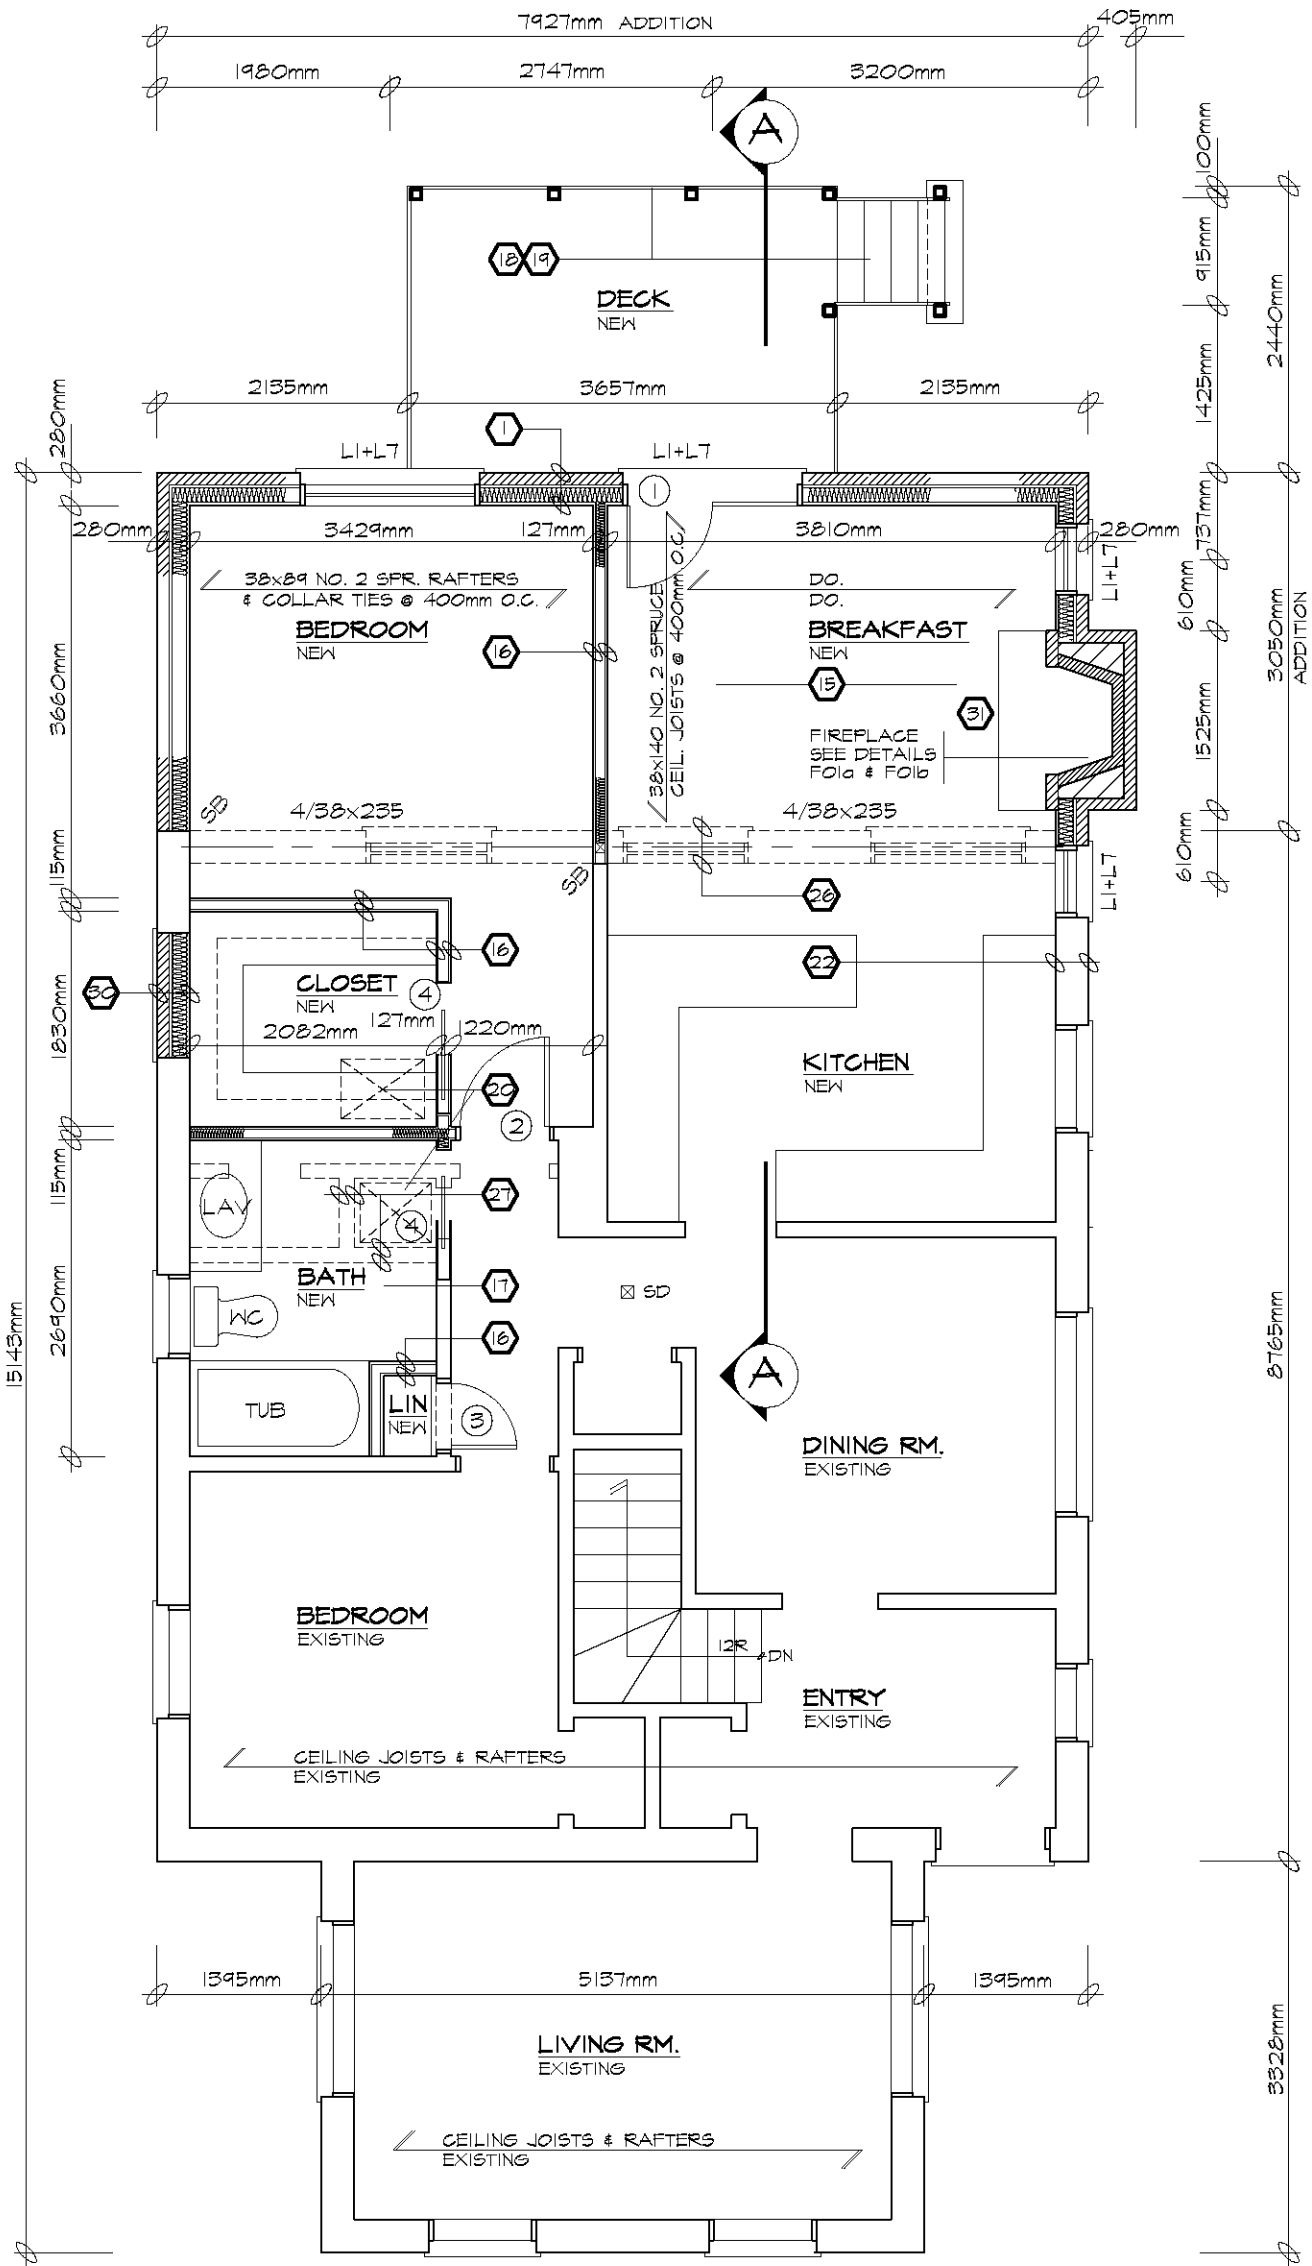 7927mm ADDITION
405mm
1980mm
2747mm
3200mm
A
100mm
915mm
2440mm
1425mm
18
19
DECK
NEW
2135mm
3657mm
2135mm
280mm
1
L1+L7
L1+L7
1
280mm
3429mm
127mm
3810mm
280mm
737mm
L1+L7
610mm
3050mm
ADDITION
38x89 NO. 2 SPR. RAFTERS
& COLLAR TIES @ 400mm O.C.
38x140 NO. 2 SPRUCE
CEIL. JOISTS @ 400mm O.C.
DO.
DO.
BEDROOM
NEW
16
BREAKFAST
NEW
15
31
3660mm
FIREPLACE
SEE DETAILS
F01a & F01b
1525mm
SB
4/38x235
4/38x235
610mm
115mm
SB
26
L1+L7
16
22
30
CLOSET
NEW
4
2082mm
127mm
1220mm
1830mm
KITCHEN
NEW
20
2
115mm
LAV
27
4
BATH
NEW
17
SD
WC
16
2690mm
15143mm
8765mm
A
TUB
LIN
NEW
3
DINING RM.
EXISTING
BEDROOM
EXISTING
12R
DN
ENTRY
EXISTING
CEILING JOISTS & RAFTERS
EXISTING
1395mm
5137mm
1395mm
LIVING RM.
EXISTING
3328mm
CEILING JOISTS & RAFTERS
EXISTING